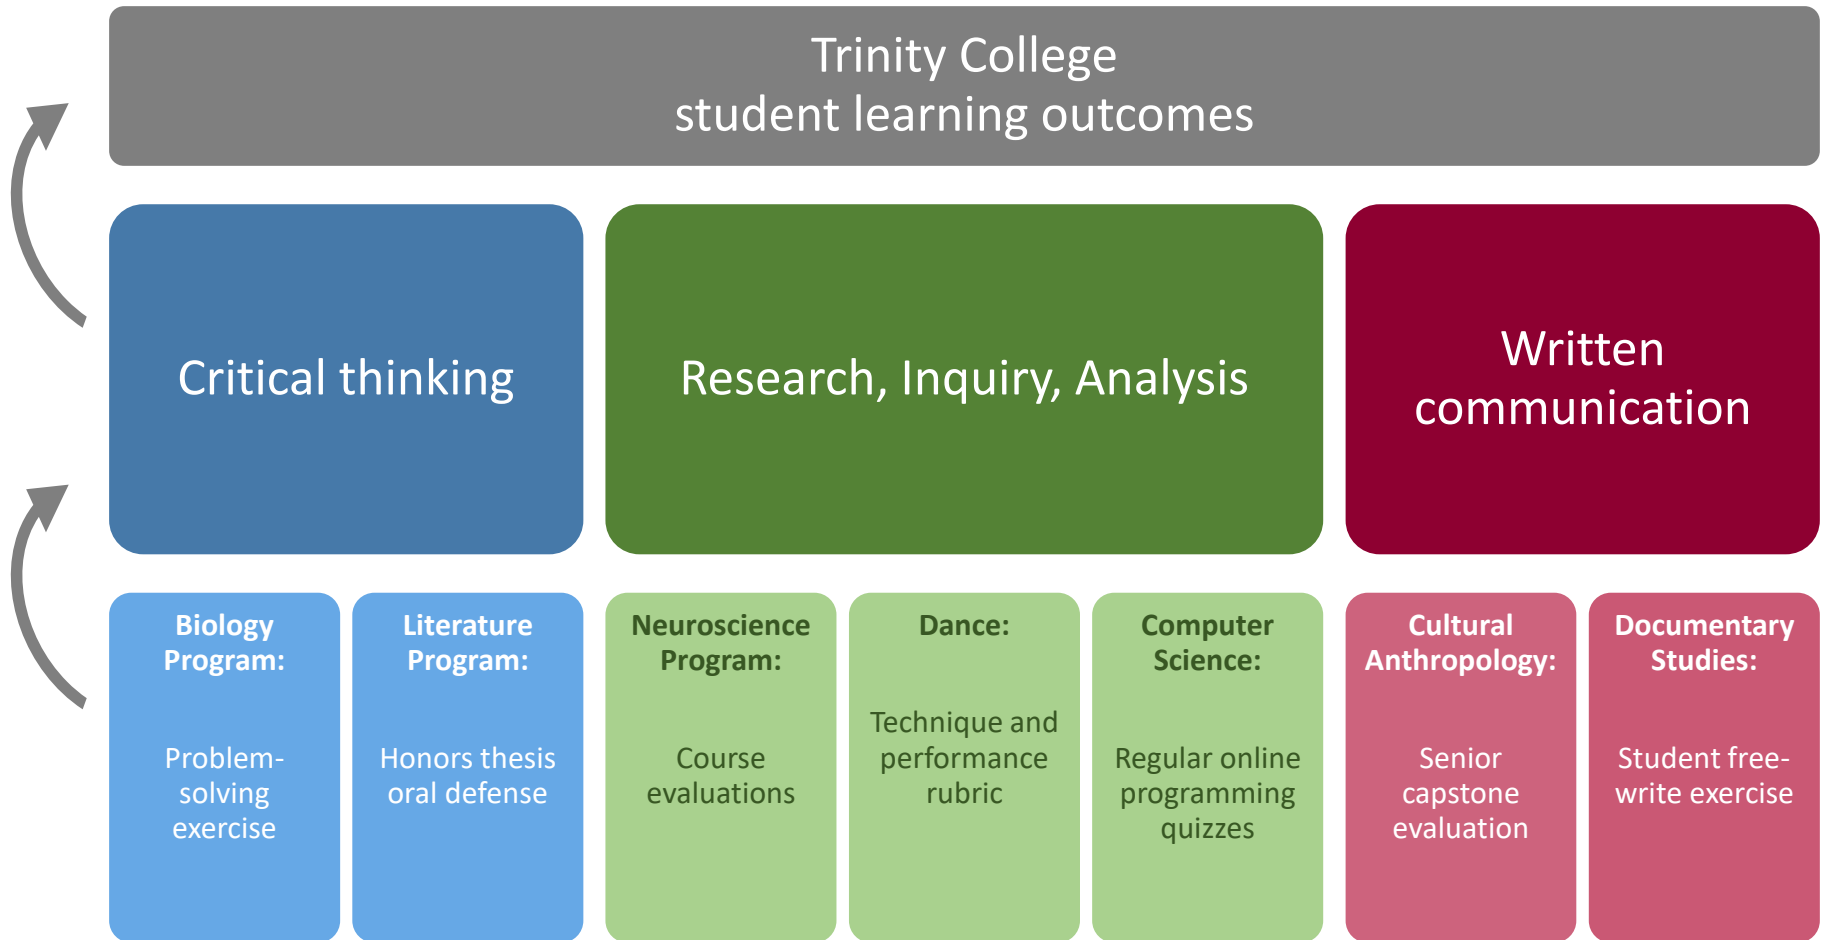 Trinity College
student learning outcomes
Critical thinking
Research, Inquiry, Analysis
Written
communication
Biology
Program:
Problem-
solving
exercise
Literature
Program:
Honors thesis
oral defense
Neuroscience
Program:
Course
evaluations
Dance:
Technique and
performance
rubric
Computer
Science:
Regular online
programming
quizzes
Cultural
Anthropology:
Senior
capstone
evaluation
Documentary
Studies:
Student free-
write exercise